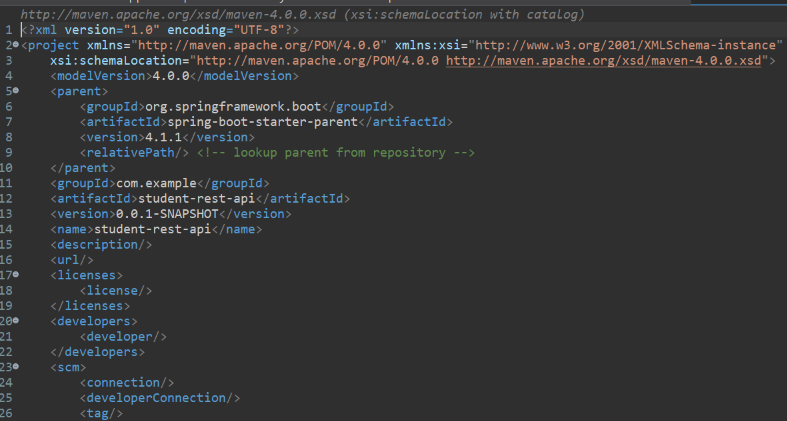 http://maven.apache.org/xsd/maven-4.0.0.xsd (xsi:schemaLocation with catalog)
1 <?xml version="1.0" encoding="UTF-8"?>
2 <project xmlns="http://maven.apache.org/POM/4.0.0" xmlns:xsi="http://www.w3.org/2001/XMLSchema-instance"
3     xsi:schemaLocation="http://maven.apache.org/POM/4.0.0 http://maven.apache.org/xsd/maven-4.0.0.xsd">
4     <modelVersion>4.0.0</modelVersion>
5     <parent>
6         <groupId>org.springframework.boot</groupId>
7         <artifactId>spring-boot-starter-parent</artifactId>
8         <version>4.1.1</version>
9         <relativePath/> <!-- lookup parent from repository -->
10     </parent>
11     <groupId>com.example</groupId>
12     <artifactId>student-rest-api</artifactId>
13     <version>0.0.1-SNAPSHOT</version>
14     <name>student-rest-api</name>
15     <description/>
16     <url/>
17     <licenses>
18         <license/>
19     </licenses>
20     <developers>
21         <developer/>
22     </developers>
23     <scm>
24         <connection/>
25         <developerConnection/>
26         <tag/>